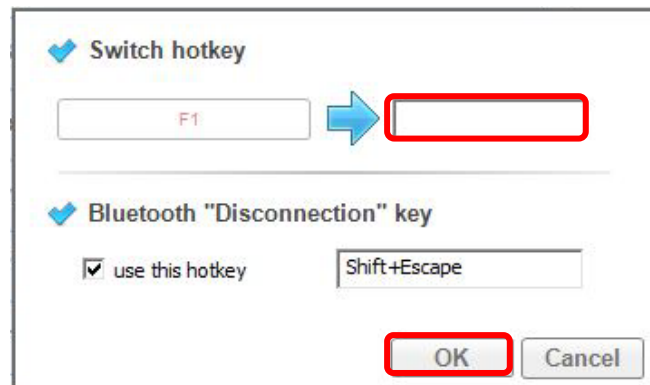 Switch hotkey
F1
Bluetooth "Disconnection" key
use this hotkey Shift+Escape
OK Cancel